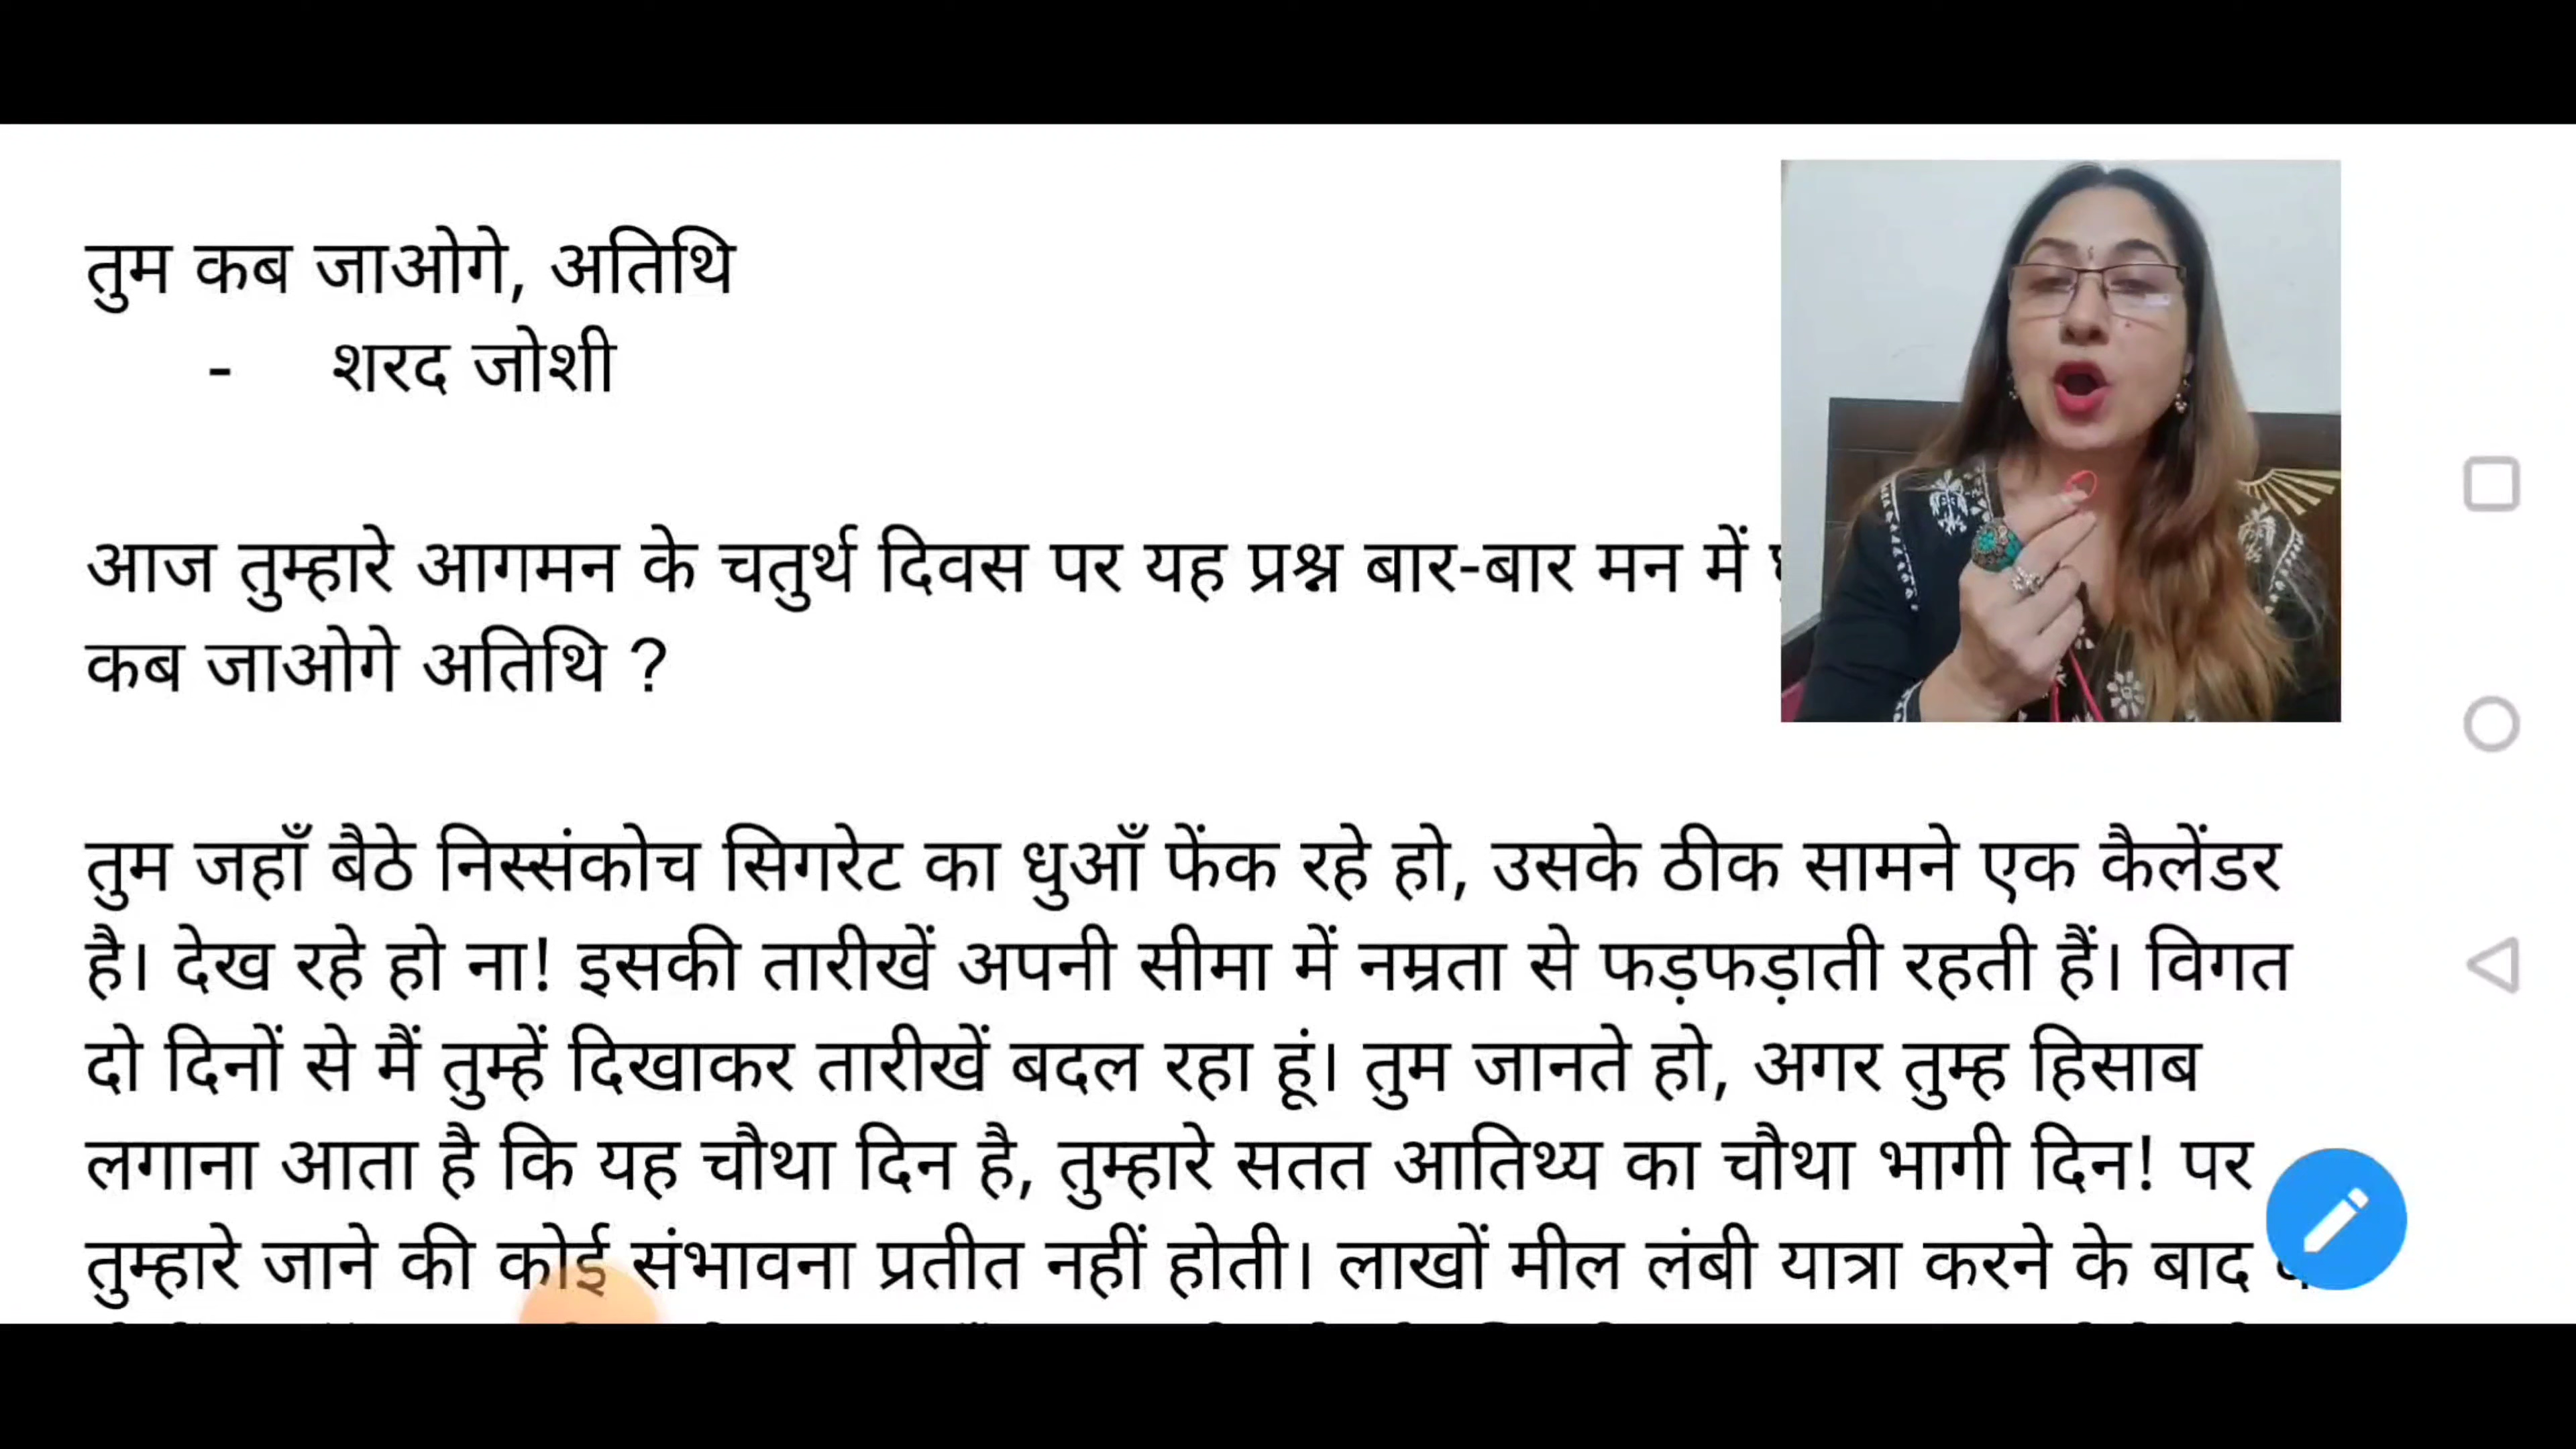 तुम कब जाओगे, अतिथि
- शरद जोशी
आज तुम्हारे आगमन के चतुर्थ दिवस पर यह प्रश्न बार-बार मन में
कब जाओगे अतिथि ?
तुम जहाँ बैठे निस्संकोच सिगरेट का धुआँ फेंक रहे हो, उसके ठीक सामने एक कैलेंडर
है। देख रहे हो ना! इसकी तारीखें अपनी सीमा में नम्रता से फड़फड़ाती रहती हैं। विगत
दो दिनों से मैं तुम्हें दिखाकर तारीखें बदल रहा हूं। तुम जानते हो, अगर तुम्ह हिसाब
लगाना आता है कि यह चौथा दिन है, तुम्हारे सतत आतिथ्य का चौथा भागी दिन! पर
तुम्हारे जाने की कोई संभावना प्रतीत नहीं होती। लाखों मील लंबी यात्रा करने के बाद